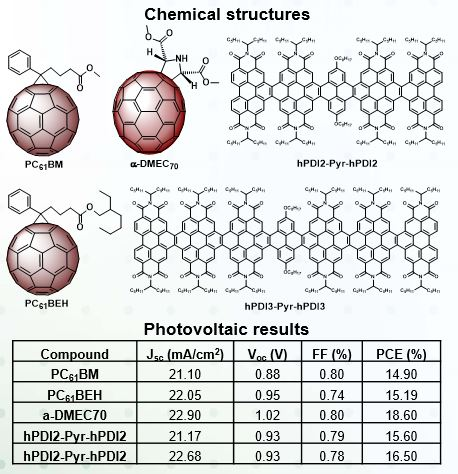 Chemical structures
PC61BM
α-DMEC70
hPDI2-Pyr-hPDI2
PC61BEH
hPDI3-Pyr-hPDI3
Photovoltaic results
Compound Jsc (mA/cm²) Voc (V) FF (%) PCE (%)
PC61BM 21.10 0.88 0.80 14.90
PC61BEH 22.05 0.95 0.74 15.19
a-DMEC70 22.90 1.02 0.80 18.60
hPDI2-Pyr-hPDI2 21.17 0.93 0.79 15.60
hPDI2-Pyr-hPDI2 22.68 0.93 0.78 16.50